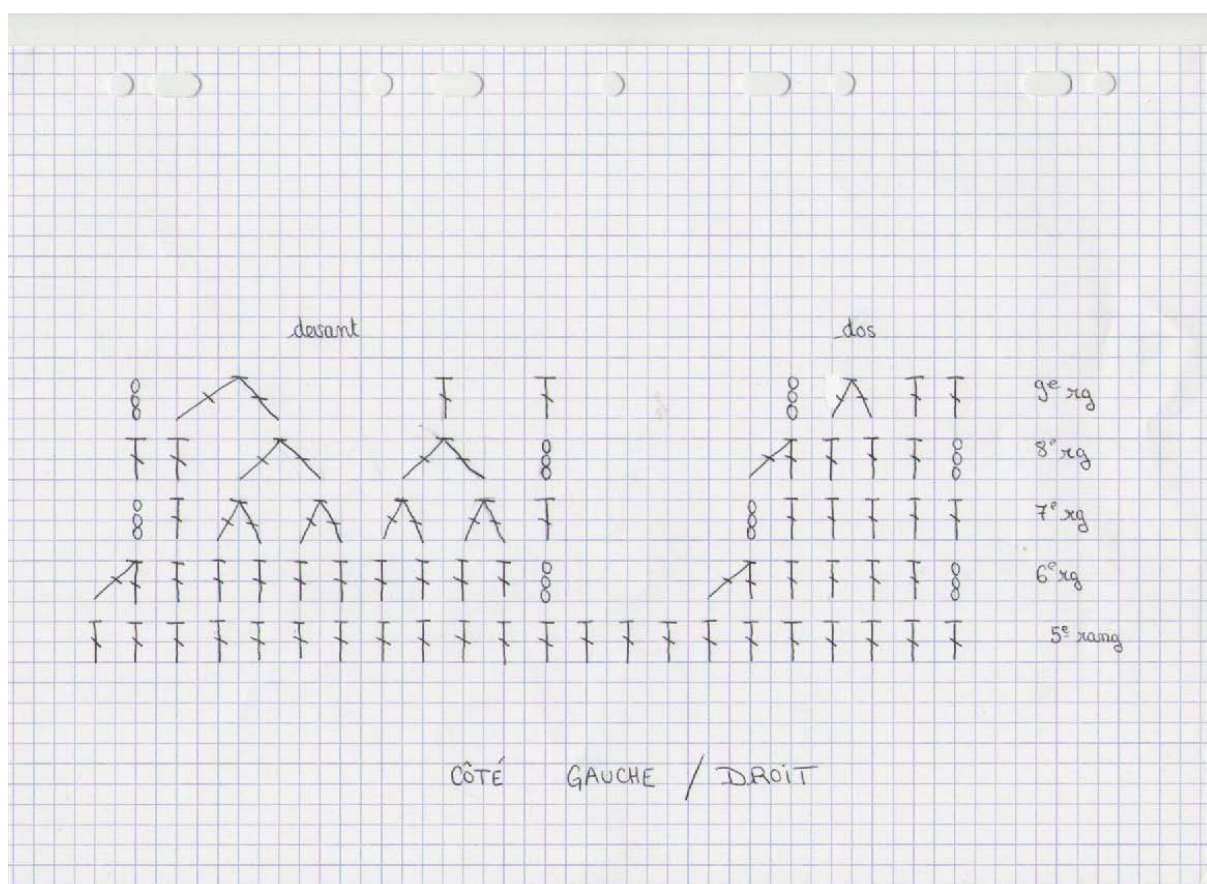 devant dos
9e rg
8e rg
7e rg
6e rg
5e rang
CÔTÉ GAUCHE / DROIT